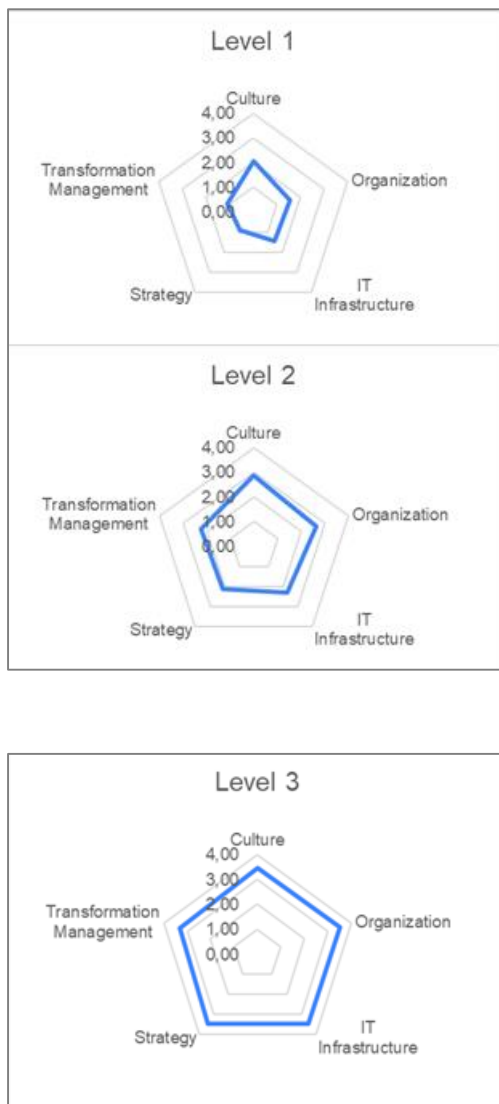 Level 1
Culture
4,00
3,00
2,00
1,00
0,00
Transformation
Management
Organization
Strategy
IT
Infrastructure
Level 2
Culture
4,00
3,00
2,00
1,00
0,00
Transformation
Management
Organization
Strategy
IT
Infrastructure
Level 3
Culture
4,00
3,00
2,00
1,00
0,00
Transformation
Management
Organization
Strategy
IT
Infrastructure